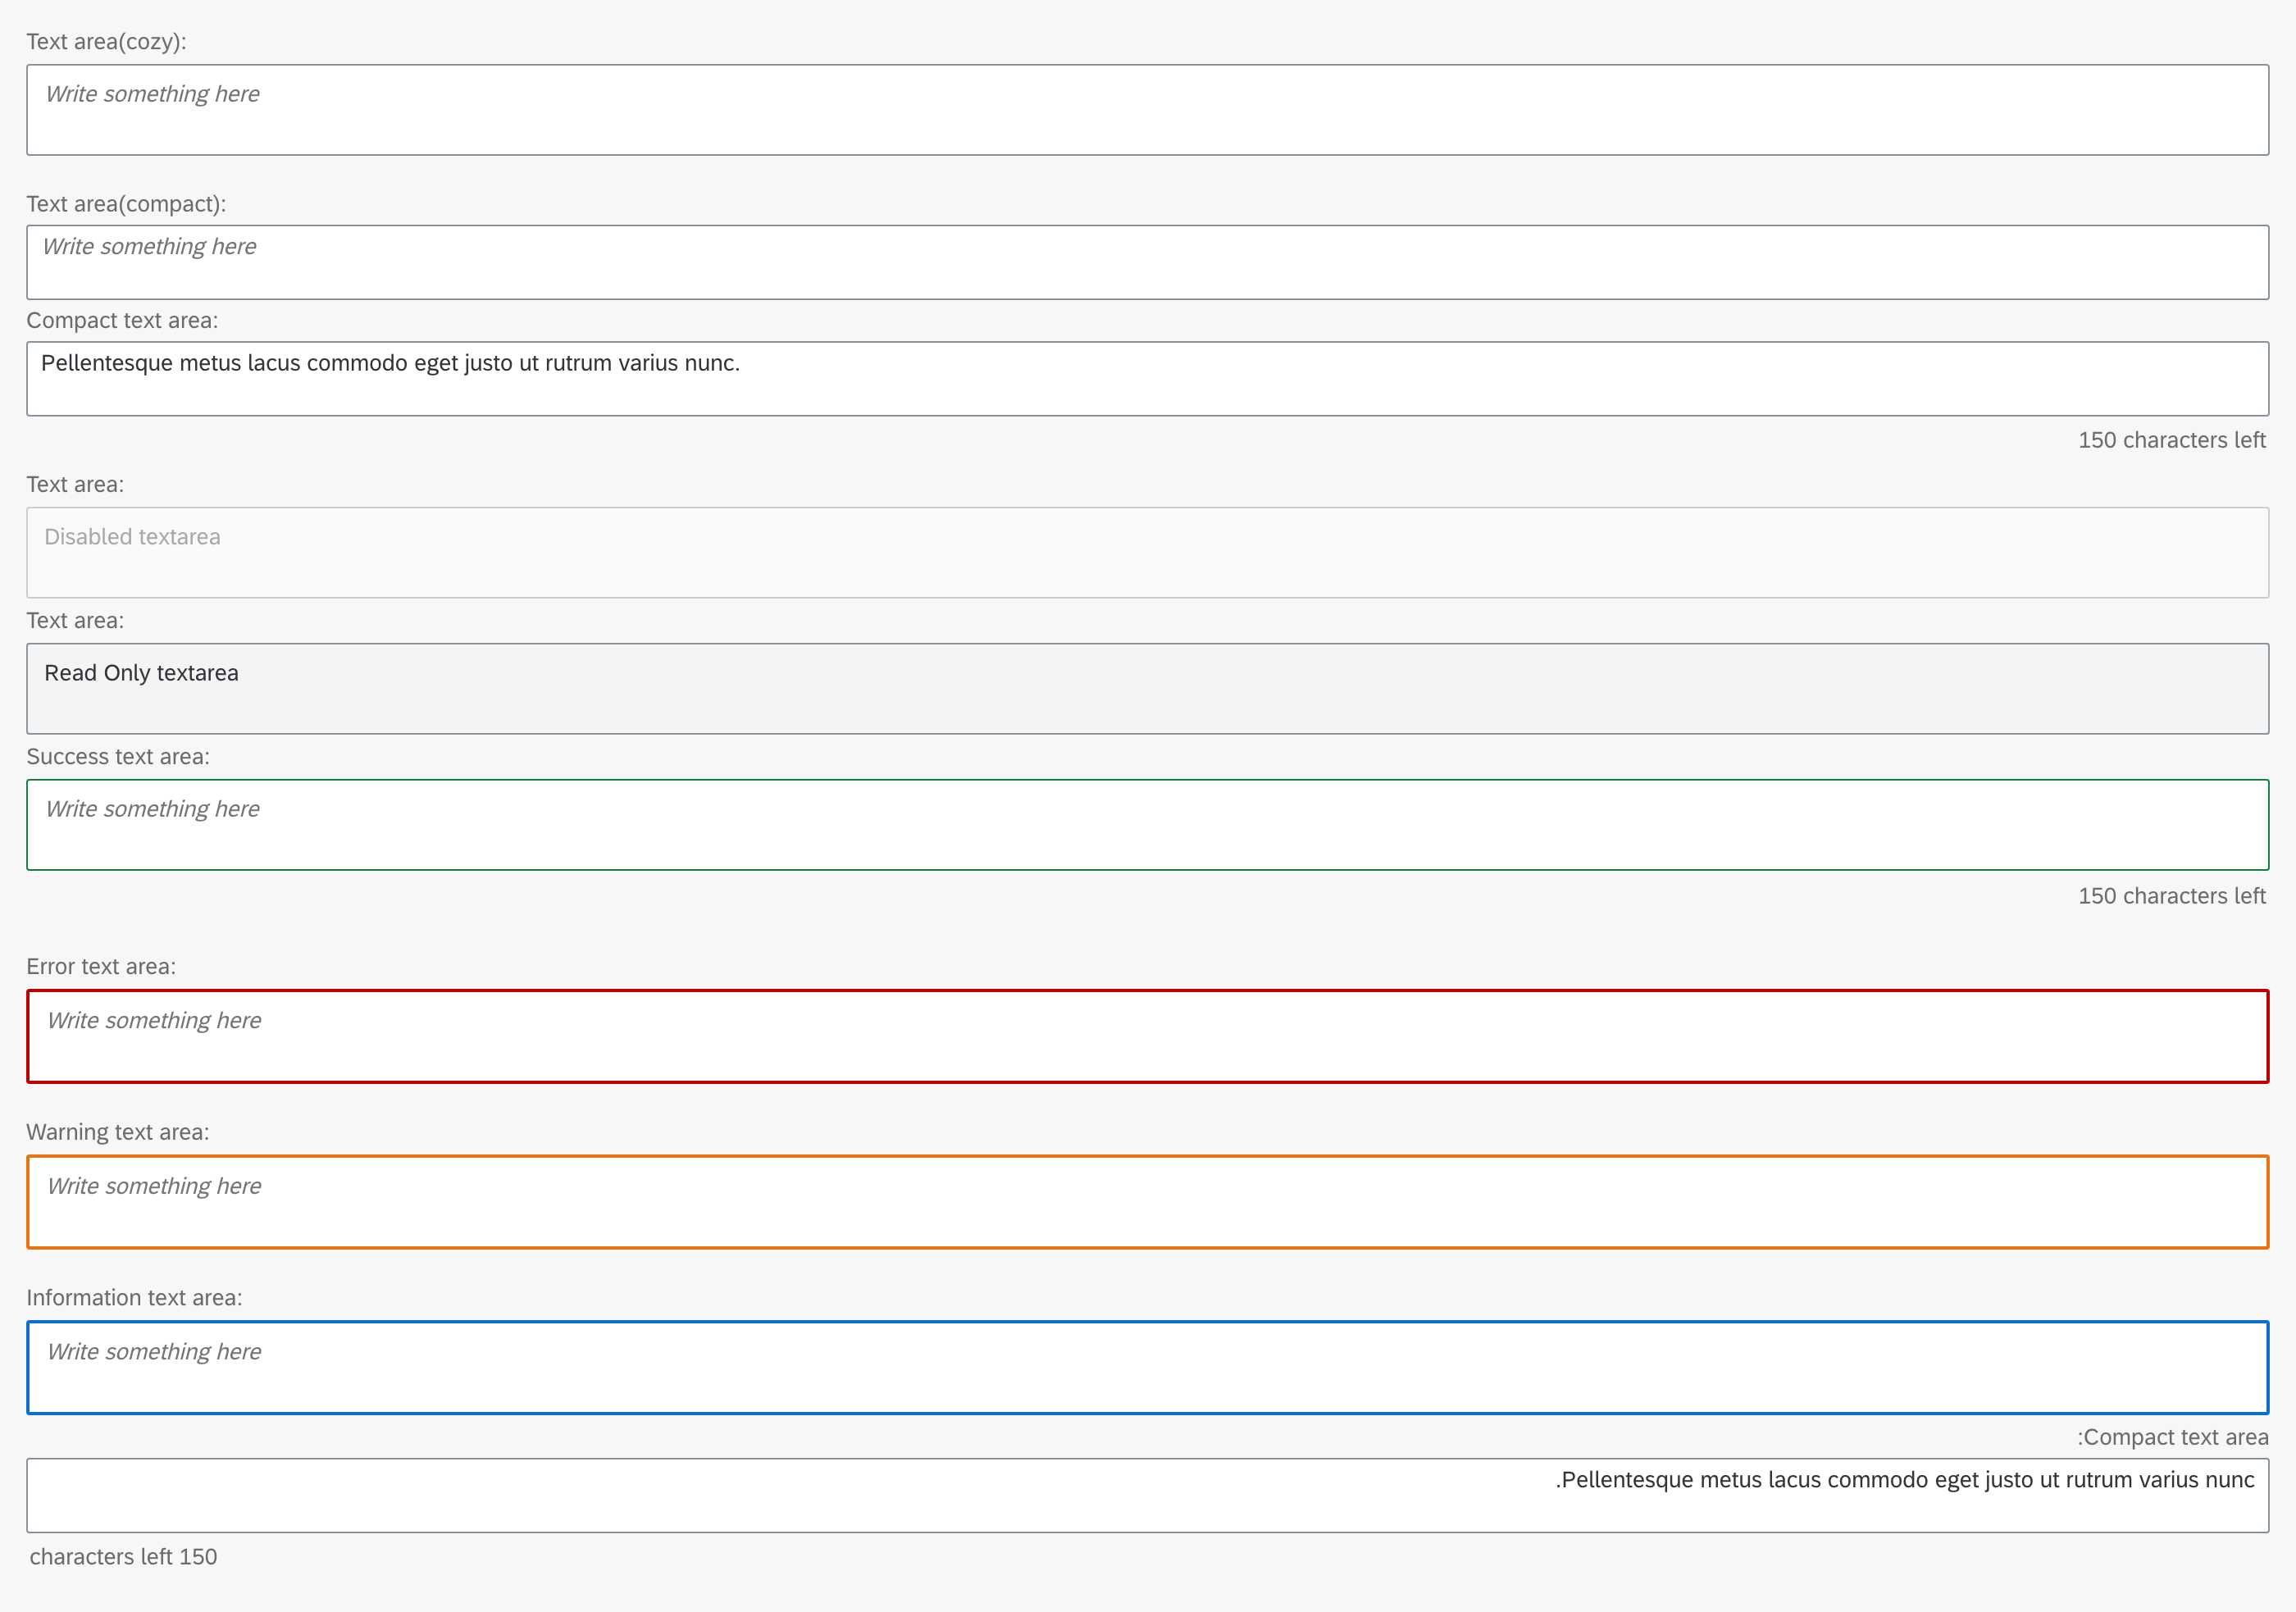 Text area(cozy):
Write something here
Text area(compact):
Write something here
Compact text area:
Pellentesque metus lacus commodo eget justo ut rutrum varius nunc.
150 characters left
Text area:
Disabled textarea
Text area:
Read Only textarea
Success text area:
Write something here
150 characters left
Error text area:
Write something here
Warning text area:
Write something here
Information text area:
Write something here
:Compact text area
.Pellentesque metus lacus commodo eget justo ut rutrum varius nunc
characters left 150